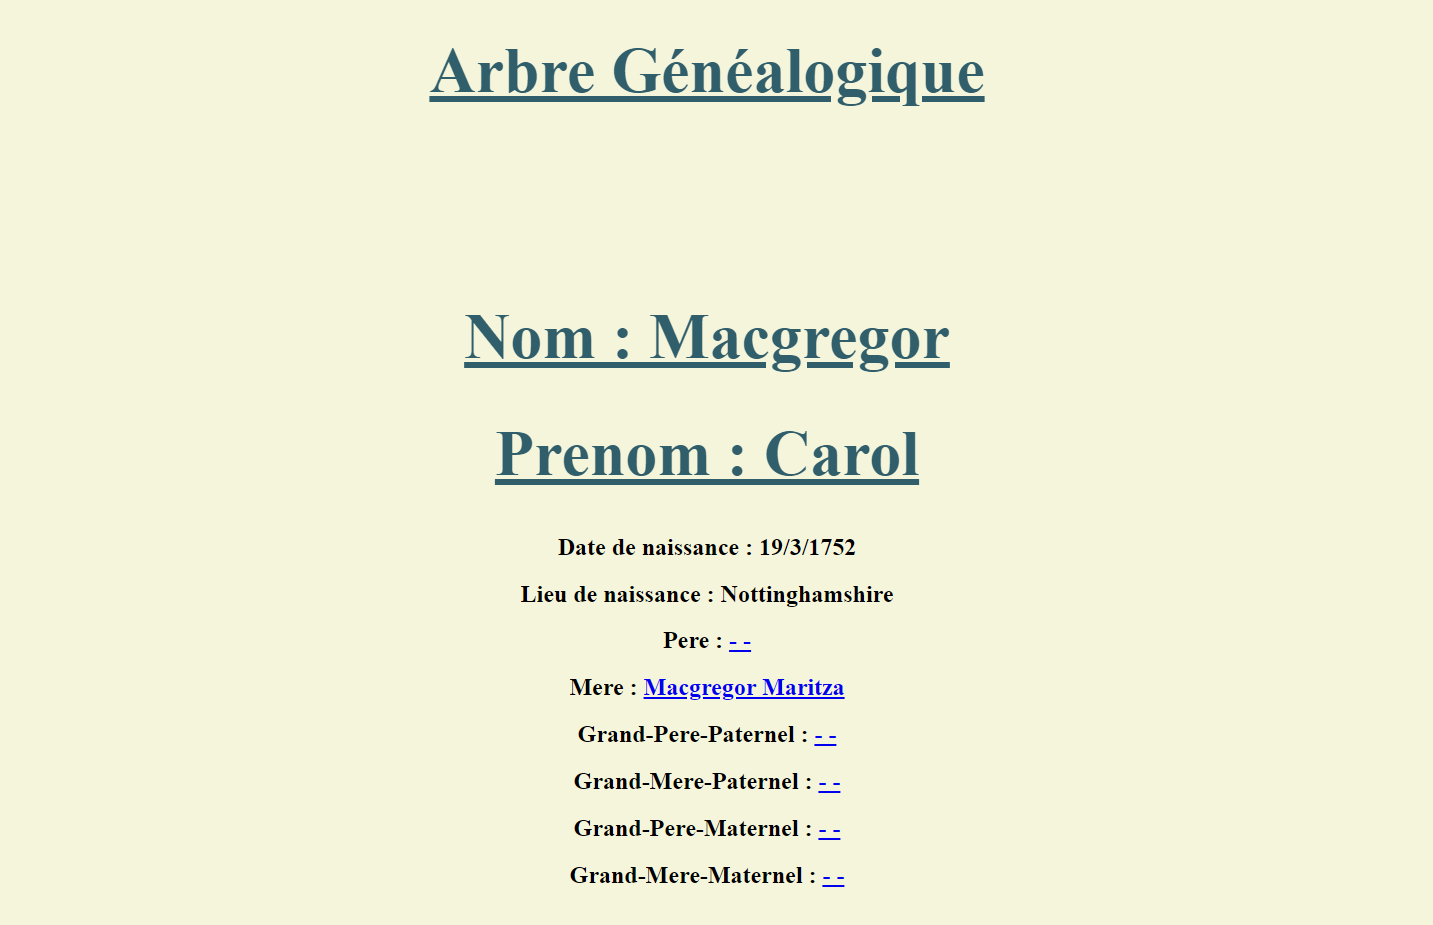 Arbre Généalogique
Nom : Macgregor
Prenom : Carol
Date de naissance : 19/3/1752
Lieu de naissance : Nottinghamshire
Pere : - -
Mere : Macgregor Maritza
Grand-Pere-Paternel : - -
Grand-Mere-Paternel : - -
Grand-Pere-Maternel : - -
Grand-Mere-Maternel : - -